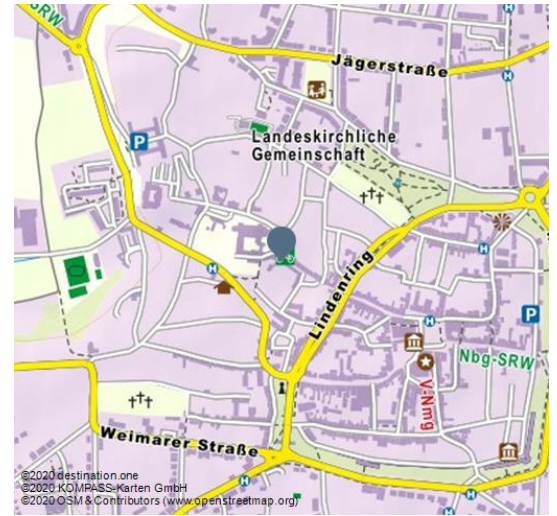 SRW
Jägerstraße
H
H
P
Landeskirchliche
Gemeinschaft
H
H
Lindenring
P
H
Nbg-SRW
V-Nmg
i
Weimarer Straße
H
H
H
©2020 destination.one
©2020 KOMPASS-Karten GmbH
©2020 OSM & Contributors (www.openstreetmap.org)